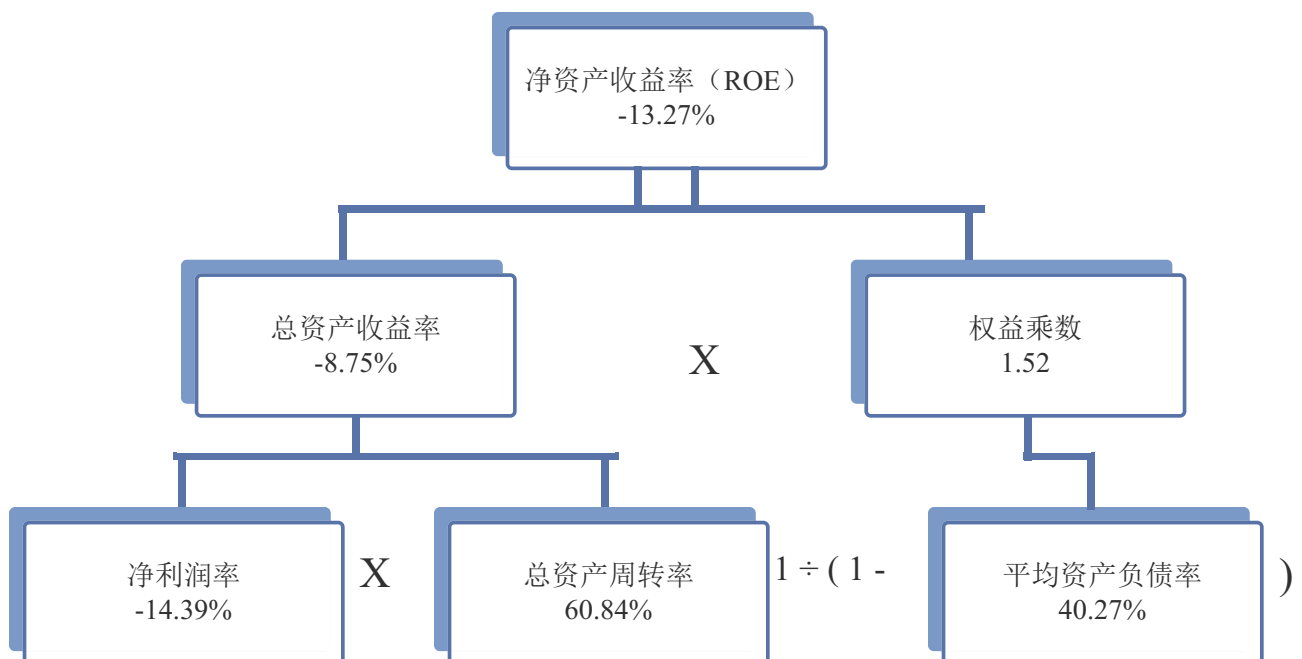 净资产收益率（ROE）
-13.27%
总资产收益率
-8.75%
X
权益乘数
1.52
净利润率
-14.39%
X
总资产周转率
60.84%
1 ÷ ( 1 -
平均资产负债率
40.27%
)